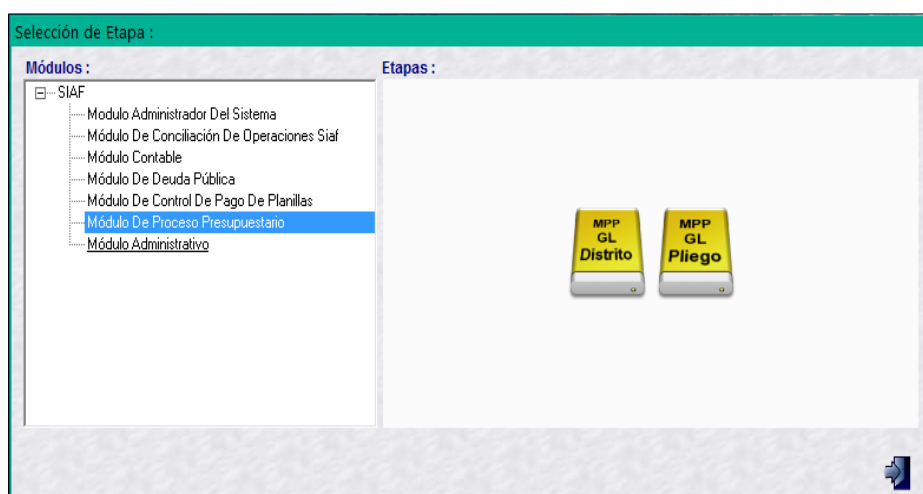 Selección de Etapa :
Módulos :
Etapas :
SIAF
Modulo Administrador Del Sistema
Módulo De Conciliación De Operaciones Siaf
Módulo Contable
Módulo De Deuda Pública
Módulo De Control De Pago De Planillas
Módulo De Proceso Presupuestario
Módulo Administrativo
MPP
GL
Distrito
MPP
GL
Pliego